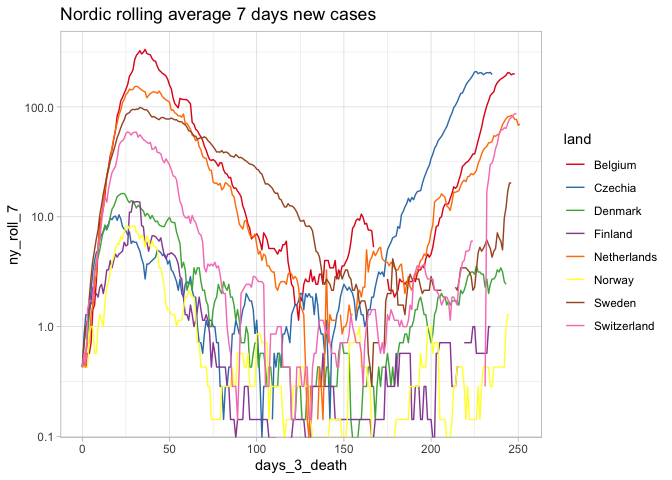 Nordic rolling average 7 days new cases
ny_roll_7
100.0
10.0
1.0
0.1
0
50
100
150
200
250
days_3_death
land
Belgium
Czechia
Denmark
Finland
Netherlands
Norway
Sweden
Switzerland